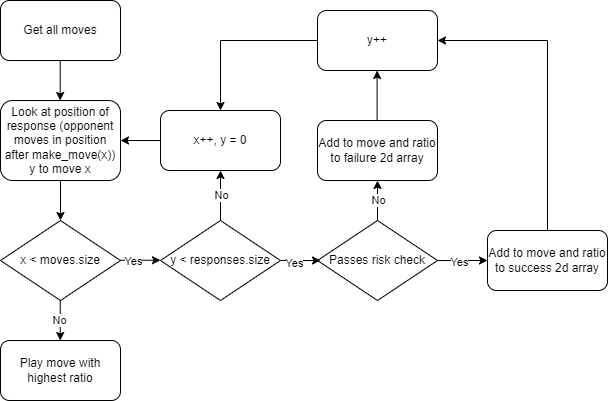 Get all moves
y++
Look at position of
response (opponent
moves in position
after make_move(x))
y to move x
x++, y = 0
Add to move and ratio
to failure 2d array
No
No
x < moves.size
Yes
y < responses.size
Yes
Passes risk check
Yes
Add to move and ratio
to success 2d array
No
Play move with
highest ratio